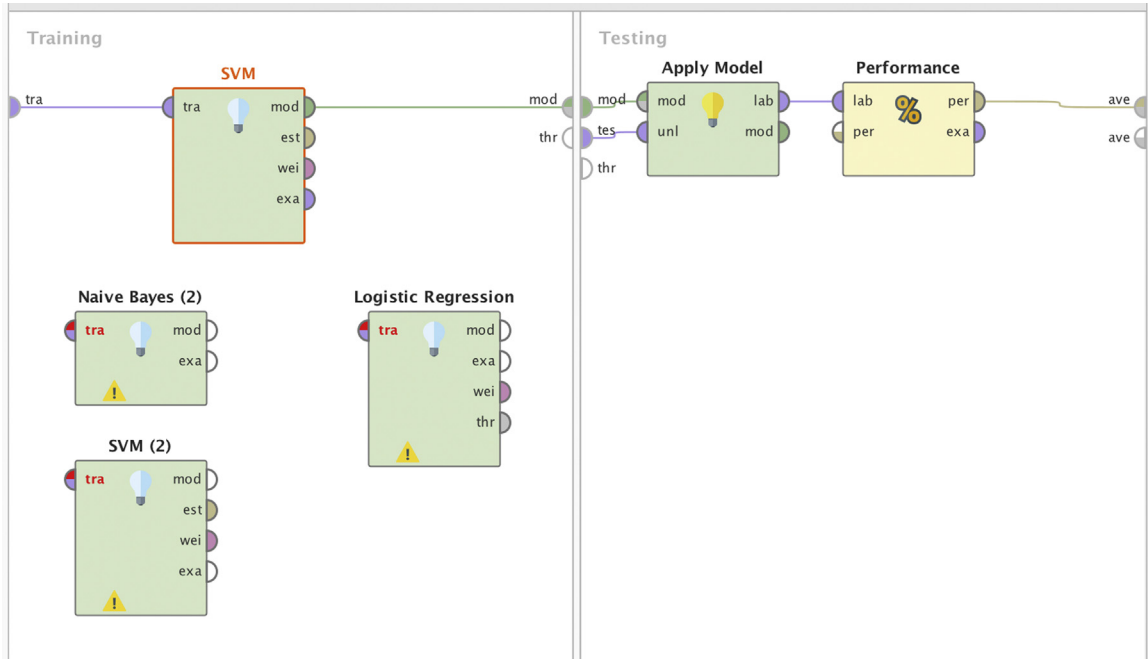 Training
SVM
tra
tra
mod
est
wei
exa
mod
thr
Naive Bayes (2)
tra
mod
exa
Logistic Regression
tra
mod
exa
wei
thr
SVM (2)
tra
mod
est
wei
exa
Testing
mod
tes
thr
Apply Model
mod
lab
unl
mod
Performance
lab
per
%
per
exa
ave
ave